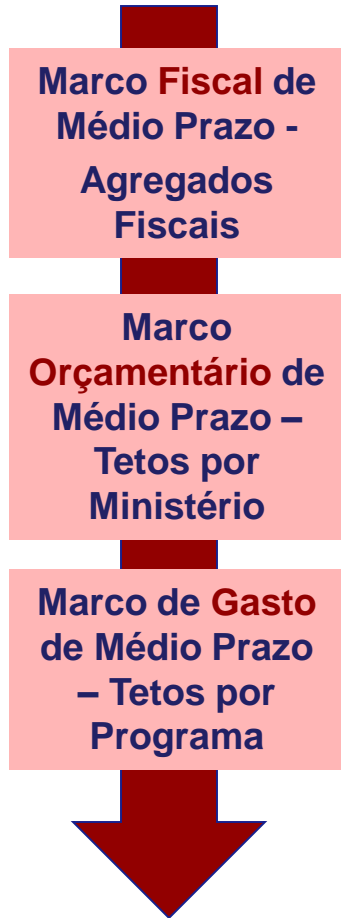 Marco Fiscal de
Médio Prazo -
Agregados
Fiscais
Marco
Orçamentário de
Médio Prazo –
Tetos por
Ministério
Marco de Gasto
de Médio Prazo
– Tetos por
Programa